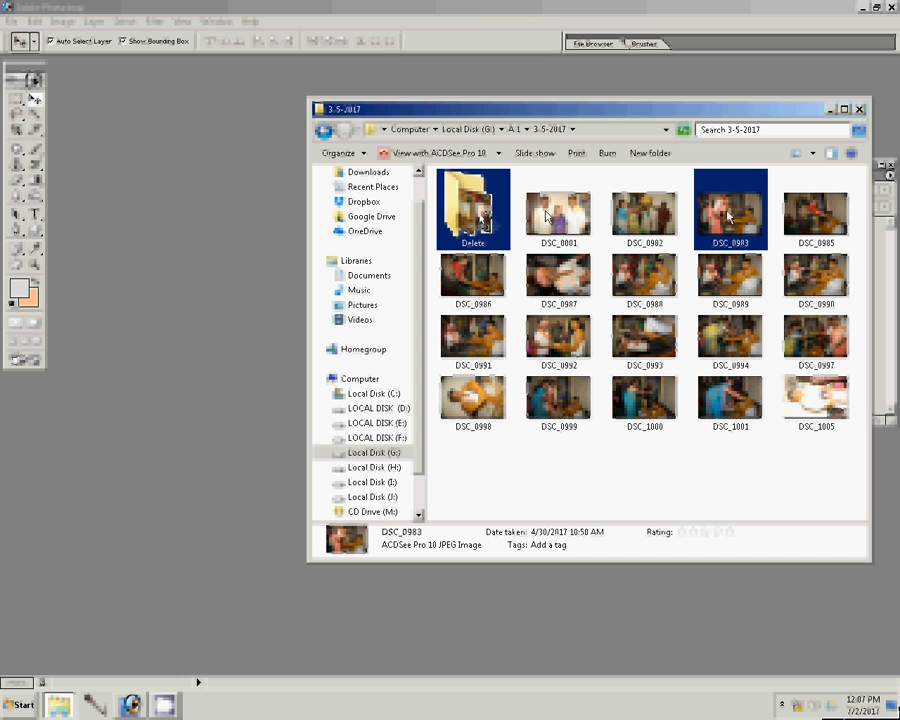 Auto Select Layer Show Bounding Box
File Browser Brushes
3-5-2017
Computer Local Disk (G:) A 1 3-5-2017
Search 3-5-2017
Organize View with ACDSee Pro 10 Slide show Print Burn New folder
Downloads
Recent Places
Dropbox
Google Drive
OneDrive
Libraries
Documents
Music
Pictures
Videos
Homegroup
Computer
Local Disk (C:)
LOCAL DISK (D:)
LOCAL DISK (E:)
LOCAL DISK (F:)
Local Disk (G:)
Local Disk (H:)
Local Disk (I:)
Local Disk (J:)
CD Drive (M:)
Delete DSC_0001 DSC_0982 DSC_0983 DSC_0985
DSC_0986 DSC_0987 DSC_0988 DSC_0989 DSC_0990
DSC_0991 DSC_0992 DSC_0993 DSC_0994 DSC_0997
DSC_0998 DSC_0999 DSC_1000 DSC_1001 DSC_1005
DSC_0983 Date taken: 4/30/2017 10:50 AM Rating:
ACDSee Pro 10 JPEG Image Tags: Add a tag
Start
12:07 PM
7/2/2017